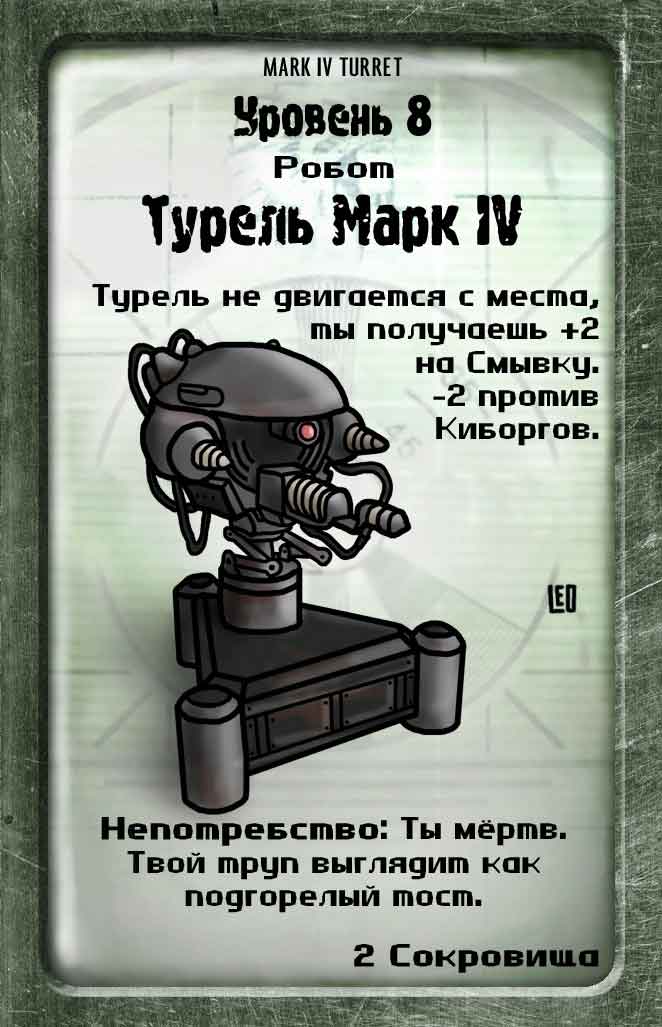 MARK IV TURRET
Уровень 8
Робот
Турель Марк IV
Турель не двигается с места,
ты получаешь +2
на Смывку.
-2 против
Киборгов.
LEO
Непотребство: Ты мёртв.
Твой труп выглядит как
подгорелый тост.
2 Сокровища